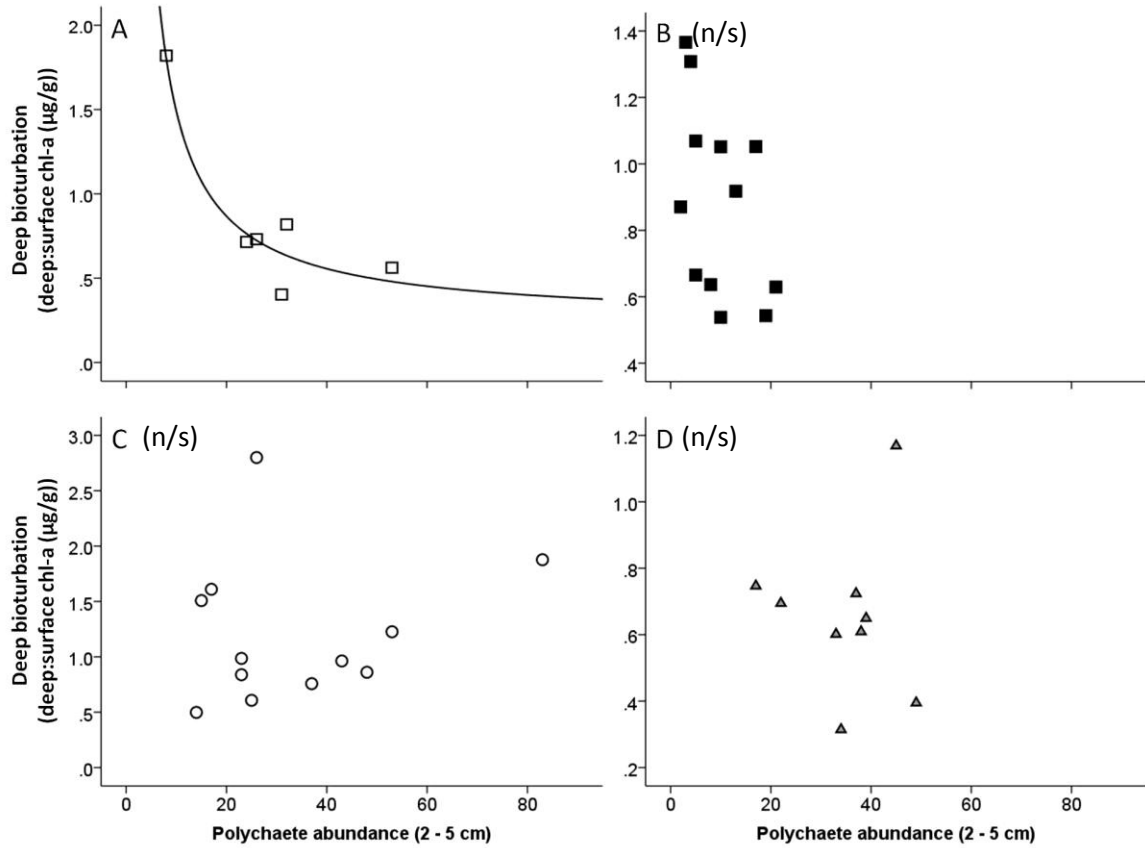 A
B (n/s)
Deep bioturbation
(deep:surface chl-a (µg/g))
2.0
1.5
1.0
.5
.0
1.4
1.2
1.0
.8
.6
.4
C (n/s)
D (n/s)
Deep bioturbation
(deep:surface chl-a (µg/g))
3.0
2.5
2.0
1.5
1.0
.5
.0
1.2
1.0
.8
.6
.4
.2
0 20 40 60 80
0 20 40 60 80
Polychaete abundance (2 - 5 cm)
Polychaete abundance (2 - 5 cm)